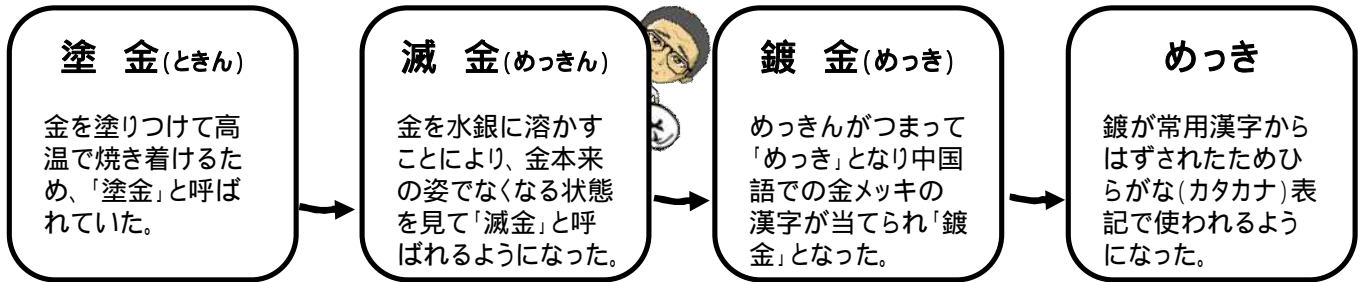 塗 金(ときん)
金を塗りつけて高
温で焼き着けるた
め、「塗金」と呼ば
れていた。
滅 金(めっきん)
金を水銀に溶かす
ことにより、金本来
の姿でなくなる状態
を見て「滅金」と呼
ばれるようになった。
鍍 金(めっき)
めっきんがつまって
「めっき」となり中国
語での金メッキの
漢字が当てられ「鍍
金」となった。
めっき
鍍が常用漢字から
はずされたためひ
らがな(カタカナ)表
記で使われるよう
になった。